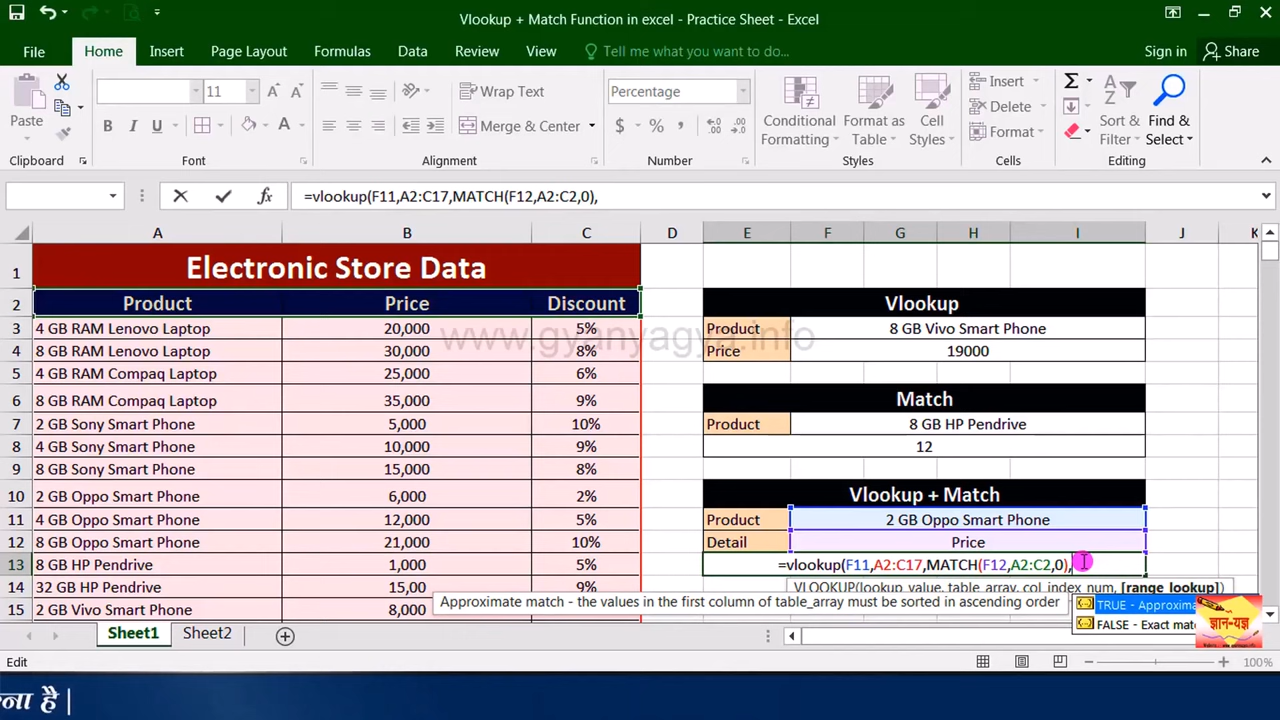 Vlookup + Match Function in excel - Practice Sheet - Excel
File Home Insert Page Layout Formulas Data Review View Tell me what you want to do... Sign in Share
11 Wrap Text Percentage Insert
Paste B I U Merge & Center $ % , Conditional Formatting Format as Table Cell Styles Delete Sort & Filter Find & Select
Format
Clipboard Font Alignment Number Styles Cells Editing
fx =vlookup(F11,A2:C17,MATCH(F12,A2:C2,0),
A B C D E F G H I J K
1 Electronic Store Data
2 Product Price Discount Vlookup
3 4 GB RAM Lenovo Laptop 20,000 5% Product 8 GB Vivo Smart Phone
www.gyanyagya.info
4 8 GB RAM Lenovo Laptop 30,000 8% Price 19000
5 4 GB RAM Compaq Laptop 25,000 6%
6 8 GB RAM Compaq Laptop 35,000 9% Match
7 2 GB Sony Smart Phone 5,000 10% Product 8 GB HP Pendrive
8 4 GB Sony Smart Phone 10,000 9% 12
9 8 GB Sony Smart Phone 15,000 8%
10 2 GB Oppo Smart Phone 6,000 2% Vlookup + Match
11 4 GB Oppo Smart Phone 12,000 5% Product 2 GB Oppo Smart Phone
12 8 GB Oppo Smart Phone 21,000 10% Detail Price
13 8 GB HP Pendrive 1,000 5% =vlookup(F11,A2:C17,MATCH(F12,A2:C2,0),
14 32 GB HP Pendrive 15,00 9% VLOOKUP(lookup_value, table_array, col_index_num, [range_lookup])
15 2 GB Vivo Smart Phone 8,000 Approximate match - the values in the first column of table_array must be sorted in ascending order TRUE - Approxima
FALSE - Exact mat
ज्ञान-यज्ञ
Sheet1 Sheet2
Edit 100%
ना है |